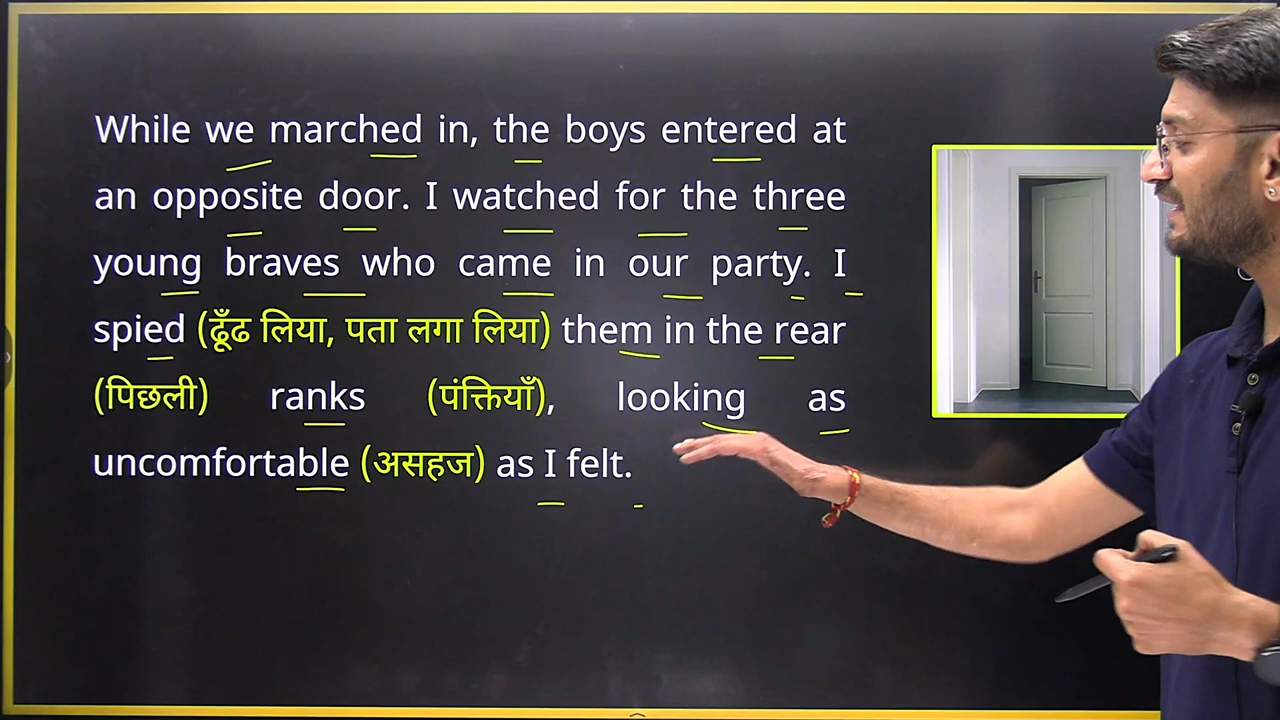 While we marched in, the boys entered at
an opposite door. I watched for the three
young braves who came in our party. I
spied (ढूँढ लिया, पता लगा लिया) them in the rear
(पिछली) ranks (पंक्तियाँ), looking as
uncomfortable (असहज) as I felt.